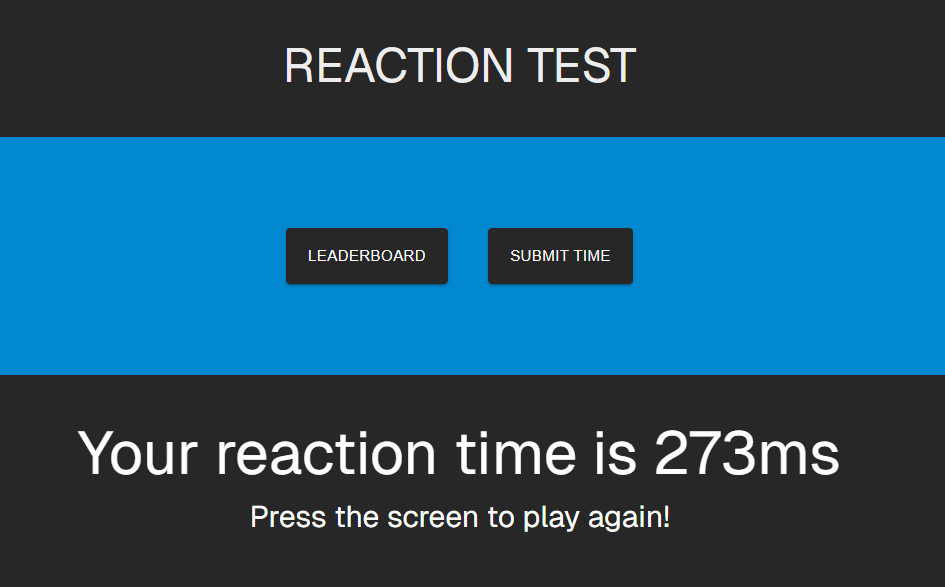 REACTION TEST
LEADERBOARD SUBMIT TIME
Your reaction time is 273ms
Press the screen to play again!